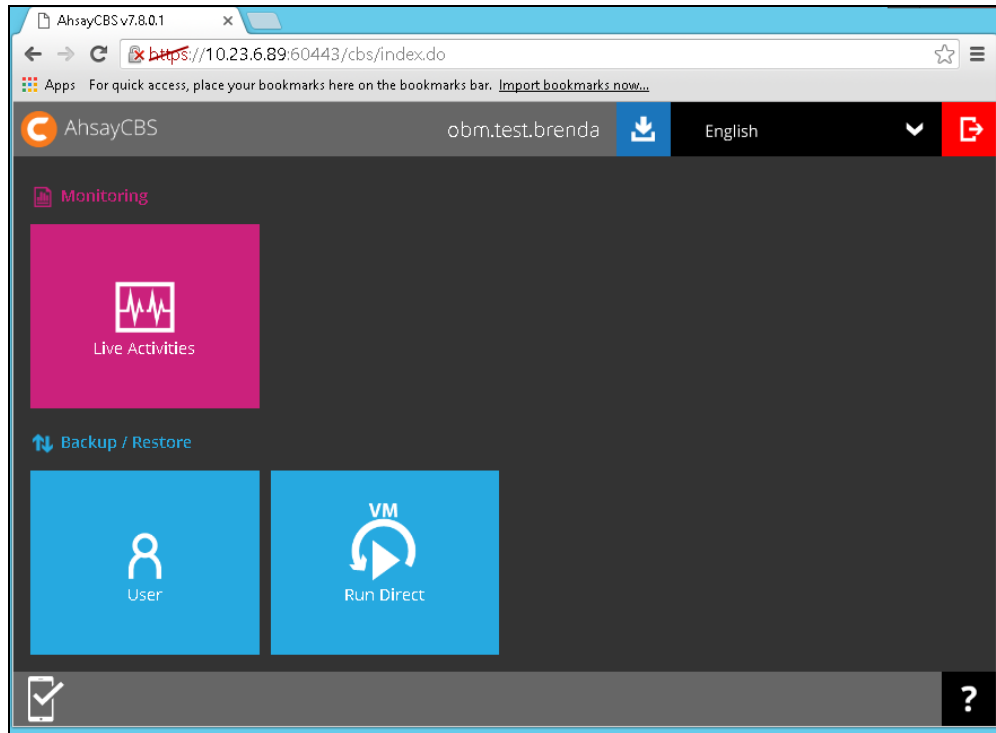 AhsayCBS v7.8.0.1
https://10.23.6.89:60443/cbs/index.do
Apps For quick access, place your bookmarks here on the bookmarks bar. Import bookmarks now...
AhsayCBS obm.test.brenda English
Monitoring
Live Activities
Backup / Restore
User
VM
Run Direct
?